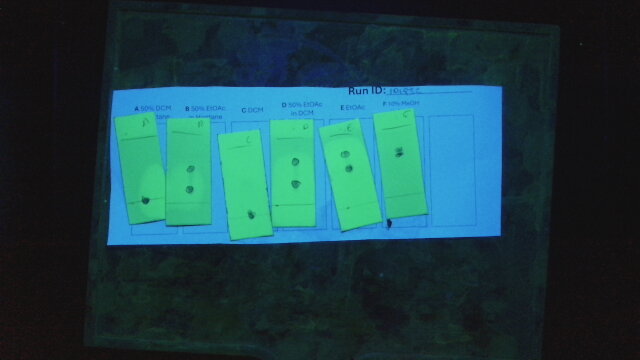 Run ID:
A 50% DCM
B 50% EtOAc
in Heptane
C DCM
D 50% EtOAc
in DCM
E EtOAc
F 10% MeOH
A
B
C
D
E
F